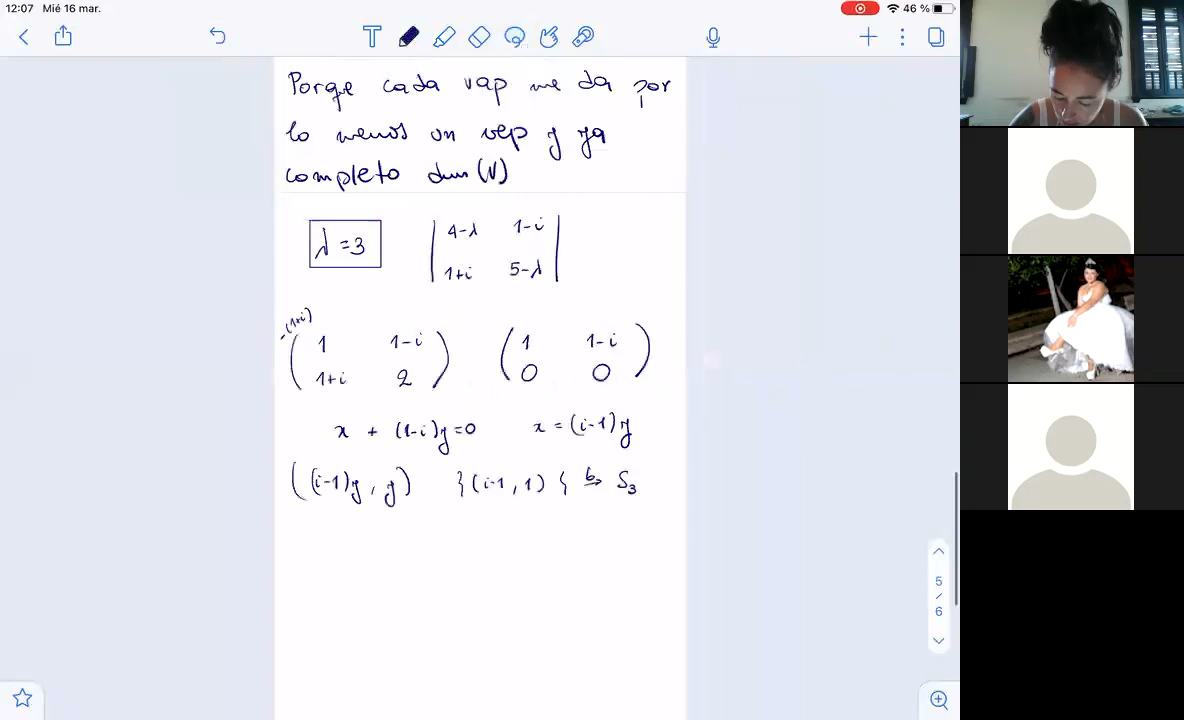 12:07 Mié 16 mar.
46 %
Porque cada vap me da por
lo menos un vep y ya
completo dim(V)
λ = 3
4-λ 1-i
1+i 5-λ
-(1+i)
( 1 1-i ) ( 1 1-i )
( 1+i 2 ) ( 0 0 )
x + (1-i)y = 0 x = (i-1)y
((i-1)y, y) {(i-1, 1)} b→ S₃
5
/
6